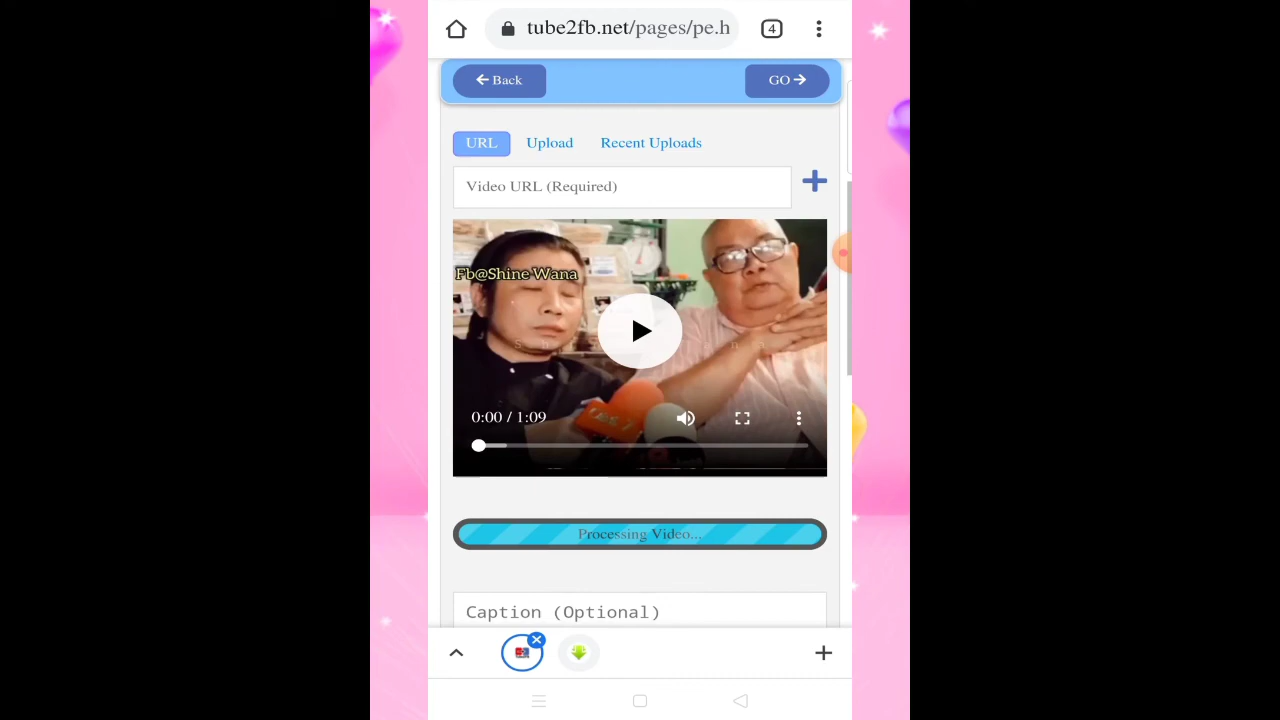 tube2fb.net/pages/pe.h
4
Back
GO
URL
Upload
Recent Uploads
Video URL (Required)
Fb@Shine Wana
0:00 / 1:09
Processing Video...
Caption (Optional)